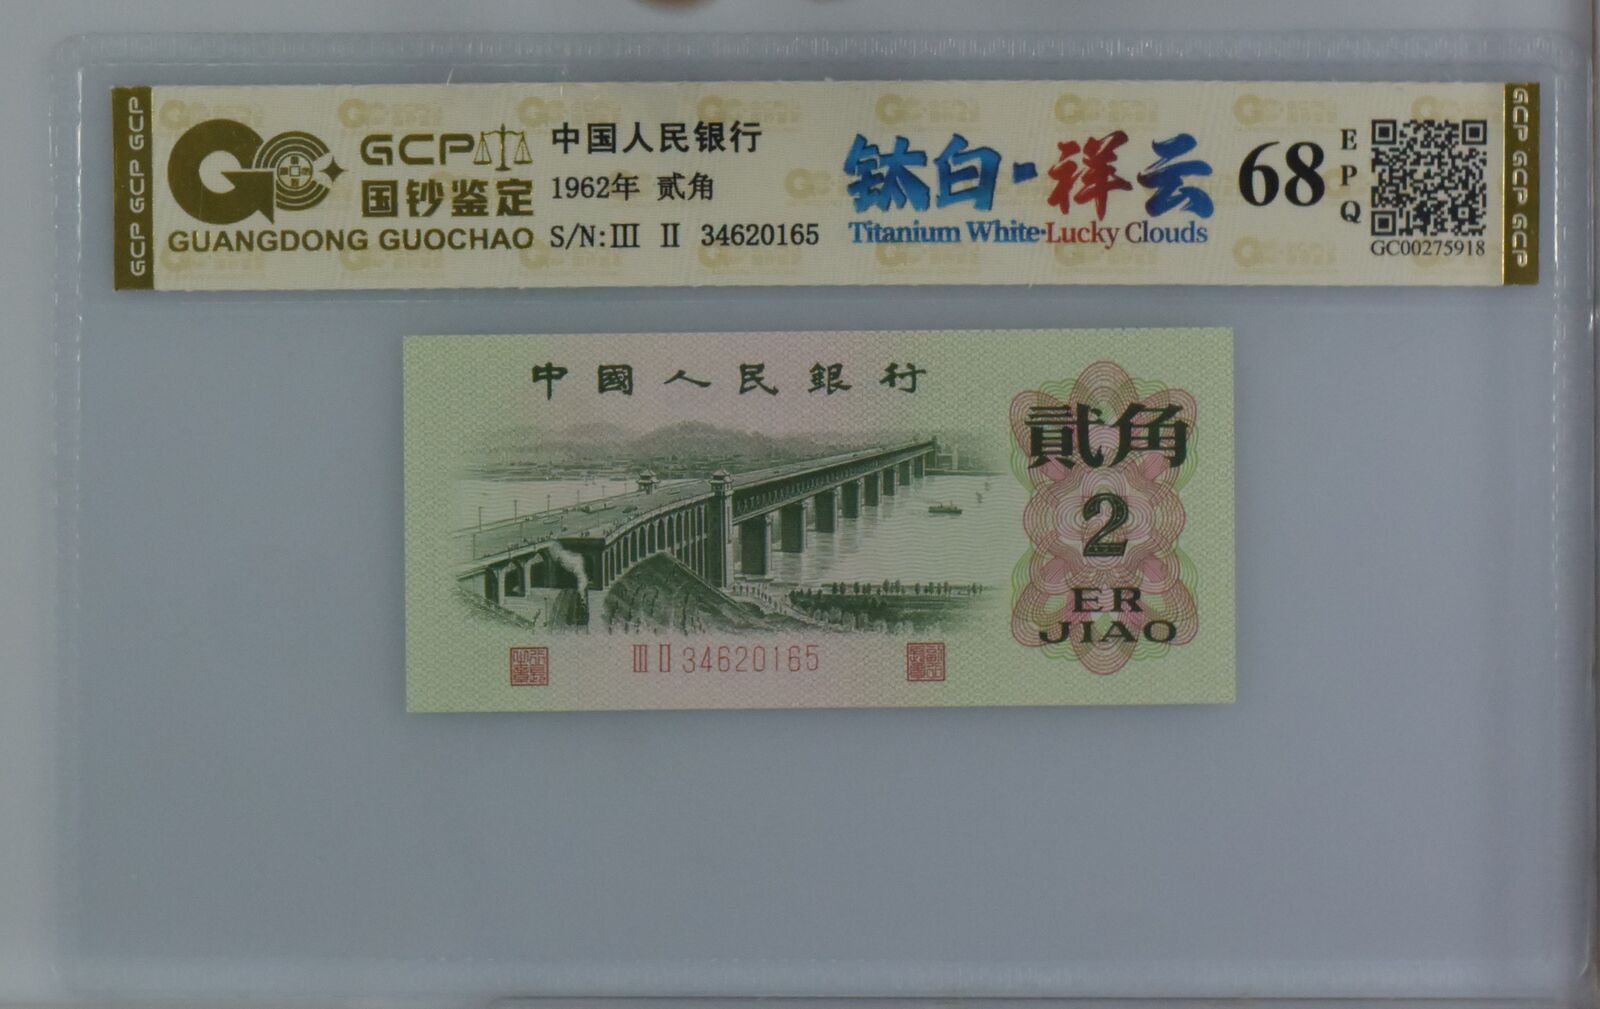 GCP GCP GCP
GCP
国钞鉴定
GUANGDONG GUOCHAO
中国人民银行
1962年 贰角
S/N:III II 34620165
钛白·祥云
Titanium White·Lucky Clouds
68
EPQ
GC00275918
GCP GCP GCP
中國人民銀行
貳角
2
ER
JIAO
III II 34620165